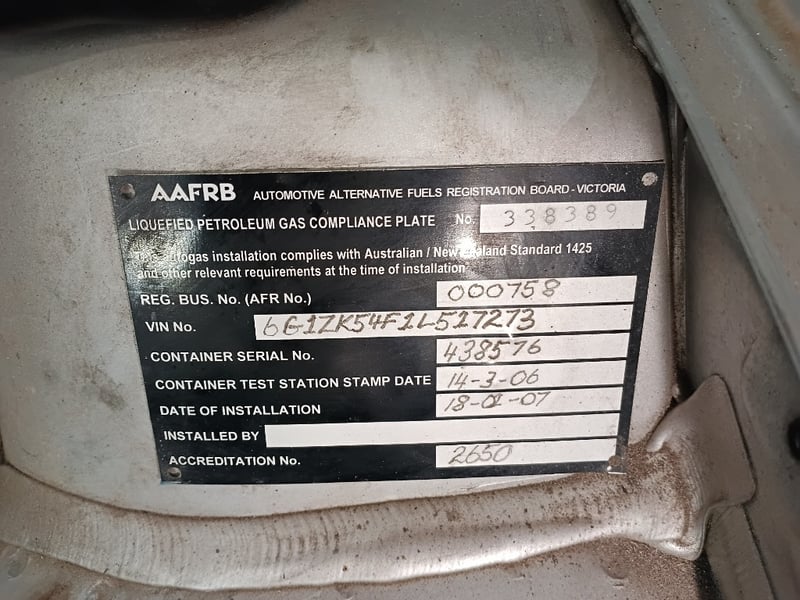 AAFRB AUTOMOTIVE ALTERNATIVE FUELS REGISTRATION BOARD - VICTORIA
LIQUEFIED PETROLEUM GAS COMPLIANCE PLATE No. 338389
installation complies with Australian / New Zealand Standard 1425
and other relevant requirements at the time of installation
REG. BUS. No. (AFR No.) 000758
VIN No. 6G1ZK54F1L517273
CONTAINER SERIAL No. 438576
CONTAINER TEST STATION STAMP DATE 14-3-06
DATE OF INSTALLATION 18-01-07
INSTALLED BY
ACCREDITATION No. 2650